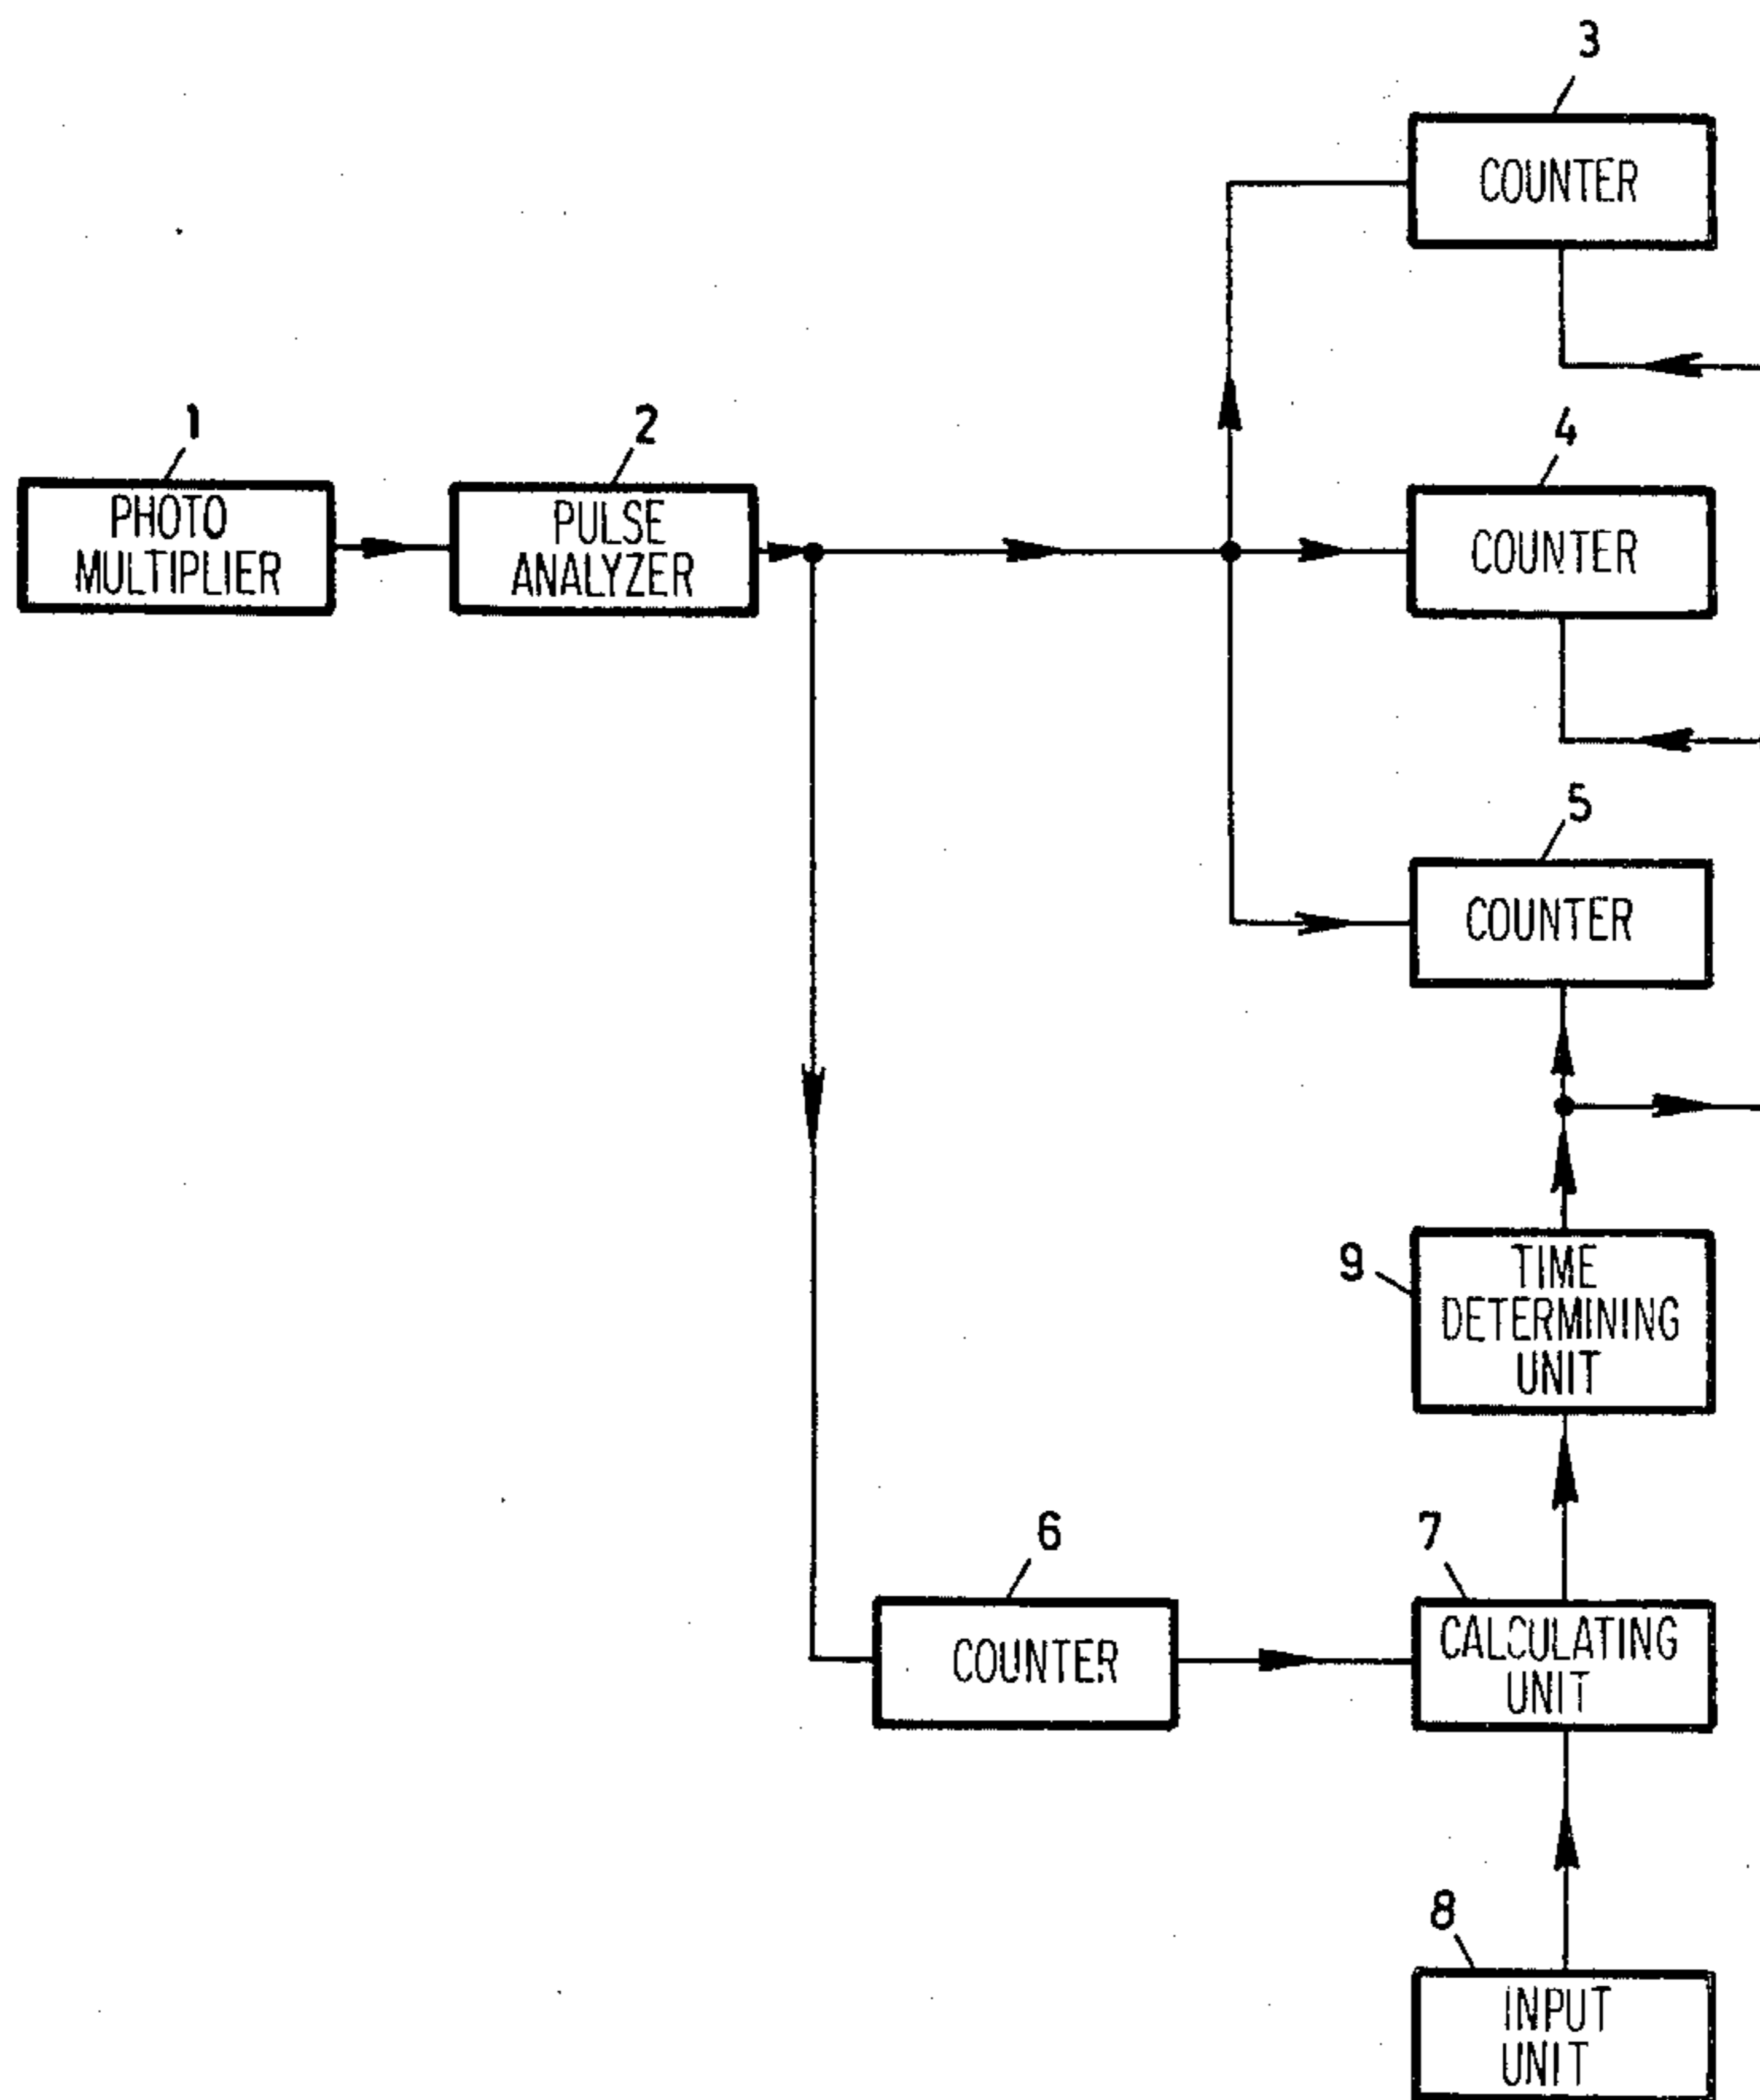 3
COUNTER
1
PHOTO
MULTIPLIER
2
PULSE
ANALYZER
4
COUNTER
5
COUNTER
9
TIME
DETERMINING
UNIT
6
COUNTER
7
CALCULATING
UNIT
8
INPUT
UNIT